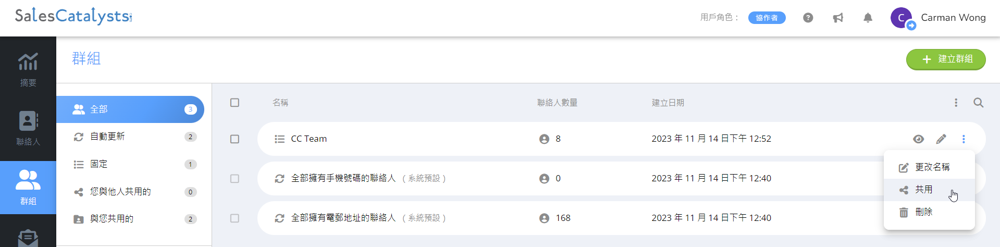 SalesCatalysts
用戶角色：
協作者
C
Carman Wong
摘要
聯絡人
群組
群組
建立群組
全部 3
自動更新 2
固定 1
您與他人共用的 0
與您共用的 2
名稱 聯絡人數量 建立日期
CC Team 8 2023 年 11 月 14 日下午 12:52
全部擁有手機號碼的聯絡人 （系統預設） 0 2023 年 11 月 14 日下午 12:40
全部擁有電郵地址的聯絡人 （系統預設） 168 2023 年 11 月 14 日下午 12:40
更改名稱
共用
刪除